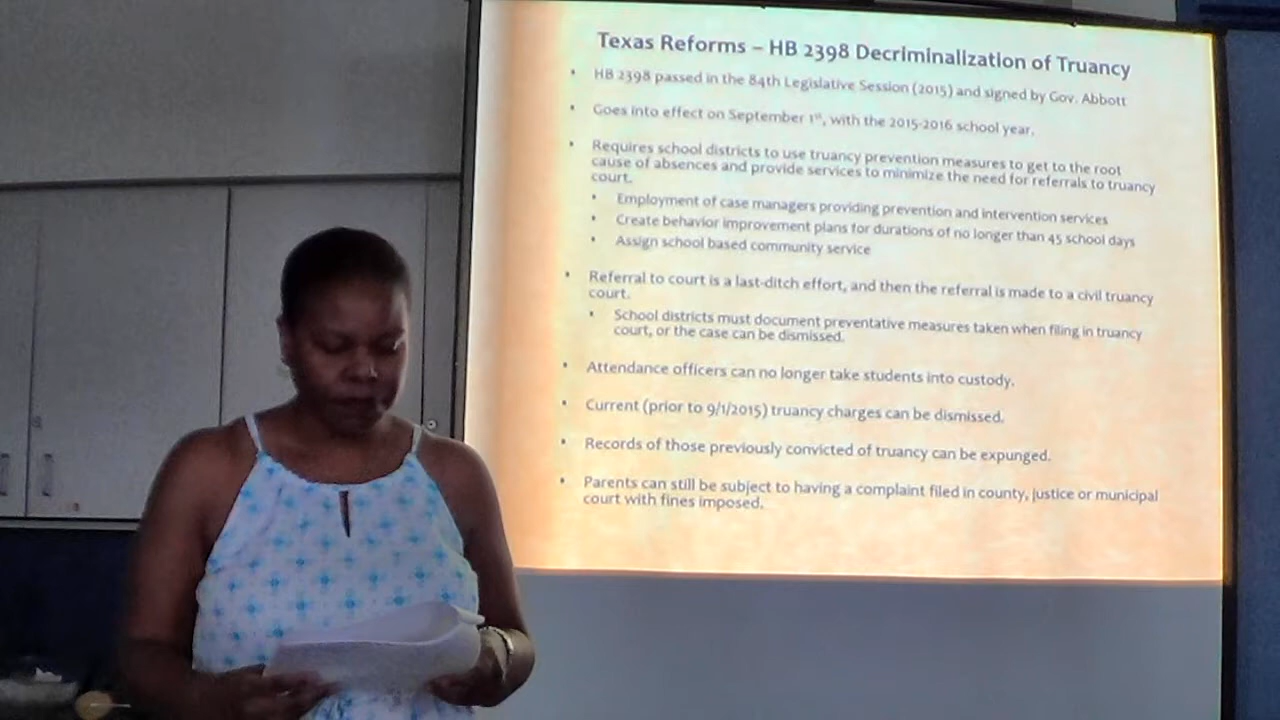 Texas Reforms – HB 2398 Decriminalization of Truancy
• HB 2398 passed in the 84th Legislative Session (2015) and signed by Gov. Abbott
• Goes into effect on September 1st, with the 2015-2016 school year.
• Requires school districts to use truancy prevention measures to get to the root
cause of absences and provide services to minimize the need for referrals to truancy
court.
• Employment of case managers providing prevention and intervention services
• Create behavior improvement plans for durations of no longer than 45 school days
• Assign school based community service
• Referral to court is a last-ditch effort, and then the referral is made to a civil truancy
court.
• School districts must document preventative measures taken when filing in truancy
court, or the case can be dismissed.
• Attendance officers can no longer take students into custody.
• Current (prior to 9/1/2015) truancy charges can be dismissed.
• Records of those previously convicted of truancy can be expunged.
• Parents can still be subject to having a complaint filed in county, justice or municipal
court with fines imposed.